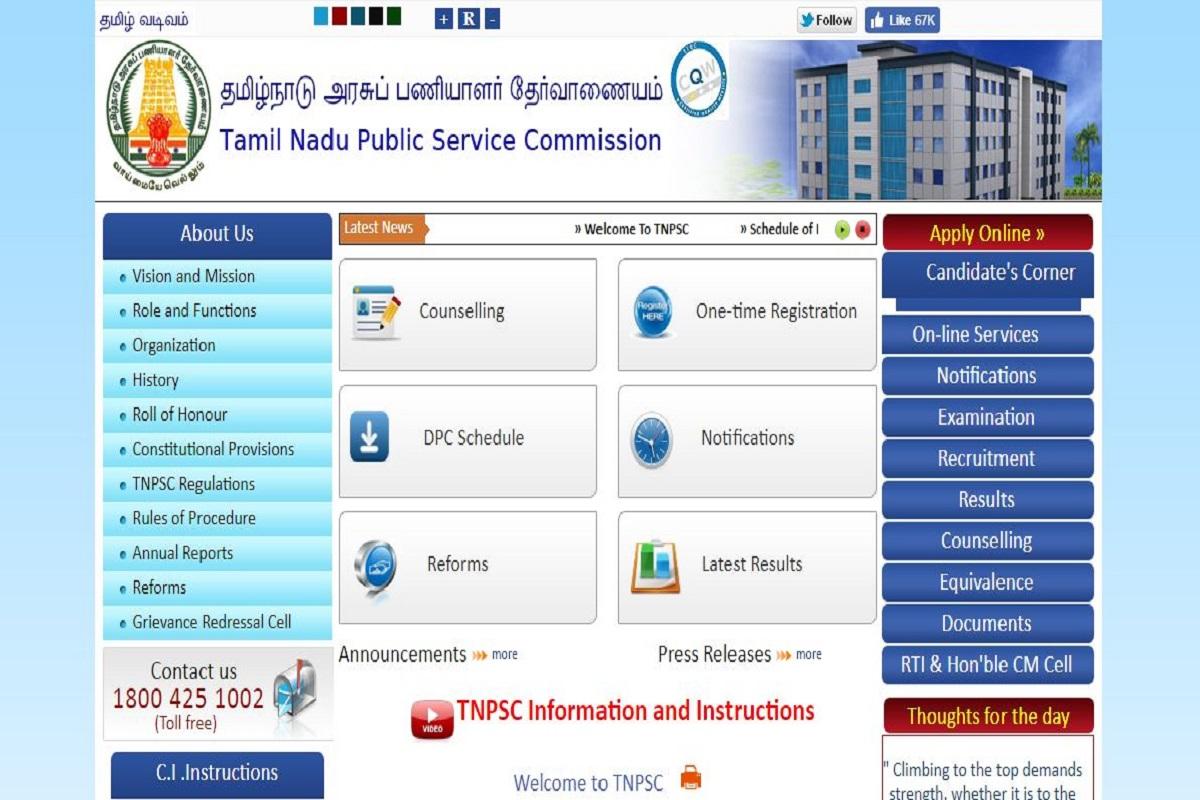 தமிழ் வடிவம்
+ R -
Follow
Like 67K
தமிழ்நாடு அரசுப் பணியாளர் தேர்வாணையம்
Tamil Nadu Public Service Commission
CQW
வாய்மையே வெல்லும்
About Us
Vision and Mission
Role and Functions
Organization
History
Roll of Honour
Constitutional Provisions
TNPSC Regulations
Rules of Procedure
Annual Reports
Reforms
Grievance Redressal Cell
Contact us
1800 425 1002
(Toll free)
C.I .Instructions
Latest News
» Welcome To TNPSC
» Schedule of
Counselling
Register HERE
One-time Registration
DPC Schedule
Notifications
Reforms
Latest Results
Announcements more
Press Releases more
VIDEO
TNPSC Information and Instructions
Welcome to TNPSC
Apply Online »
Candidate's Corner
On-line Services
Notifications
Examination
Recruitment
Results
Counselling
Equivalence
Documents
RTI & Hon'ble CM Cell
Thoughts for the day
" Climbing to the top demands
strength, whether it is to the